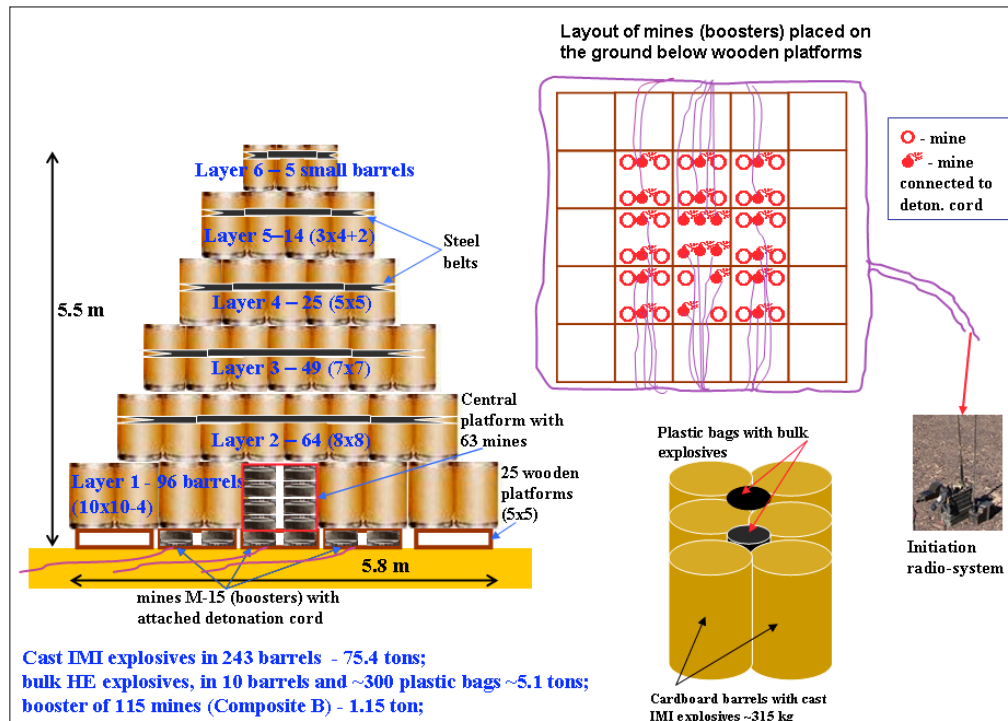 Layout of mines (boosters) placed on
the ground below wooden platforms
- mine
- mine
connected to
deton. cord
Layer 6 – 5 small barrels
Layer 5–14 (3x4+2)
Steel
belts
Layer 4 – 25 (5x5)
5.5 m
Layer 3 – 49 (7x7)
Central
platform with
63 mines
Layer 2 – 64 (8x8)
Layer 1 - 96 barrels
(10x10-4)
25 wooden
platforms
(5x5)
5.8 m
mines M-15 (boosters) with
attached detonation cord
Plastic bags with bulk
explosives
Initiation
radio-system
Cardboard barrels with cast
IMI explosives ~315 kg
Cast IMI explosives in 243 barrels - 75.4 tons;
bulk HE explosives, in 10 barrels and ~300 plastic bags ~5.1 tons;
booster of 115 mines (Composite B) - 1.15 ton;